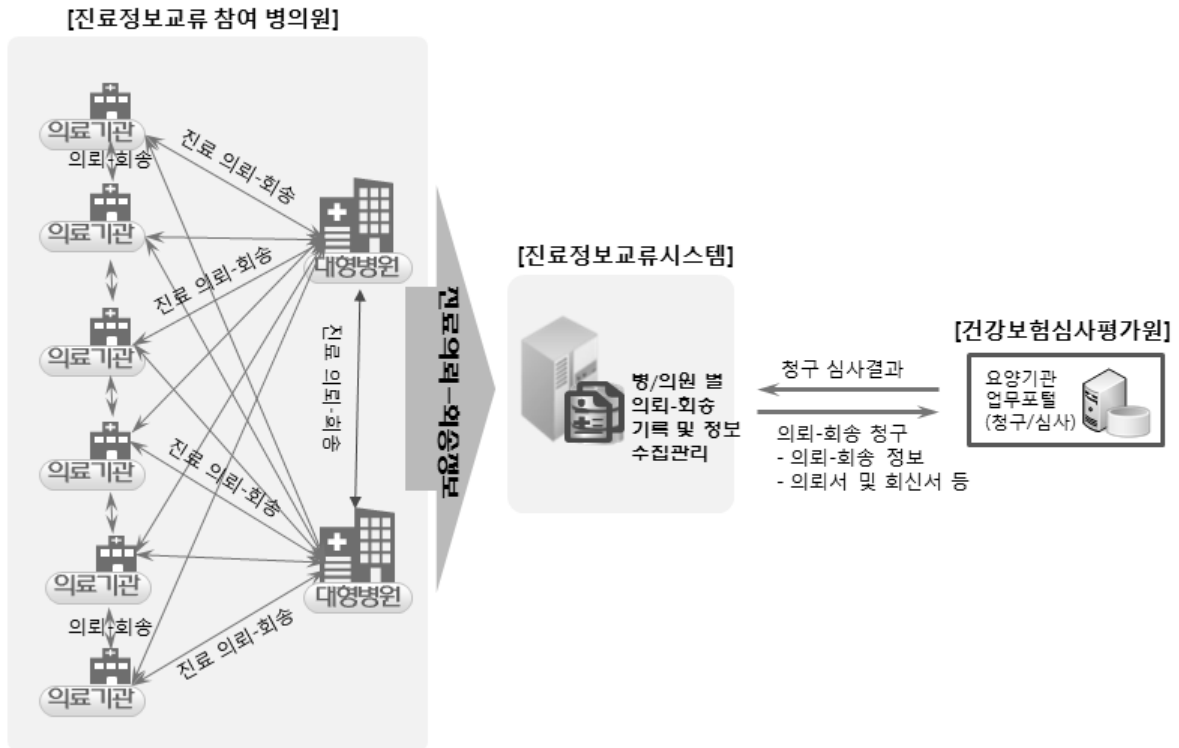 [진료정보교류 참여 병의원]
의료기관
의뢰-회송
의료기관
의료기관
의료기관
의료기관
의뢰-회송
의료기관
진료 의뢰-회송
진료 의뢰-회송
진료 의뢰-회송
진료 의뢰-회송
대형병원
진료 의뢰-회송
대형병원
진료의뢰-회송정보
[진료정보교류시스템]
병/의원 별
의뢰-회송
기록 및 정보
수집관리
청구 심사결과
의뢰-회송 청구
- 의뢰-회송 정보
- 의뢰서 및 회신서 등
[건강보험심사평가원]
요양기관
업무포털
(청구/심사)